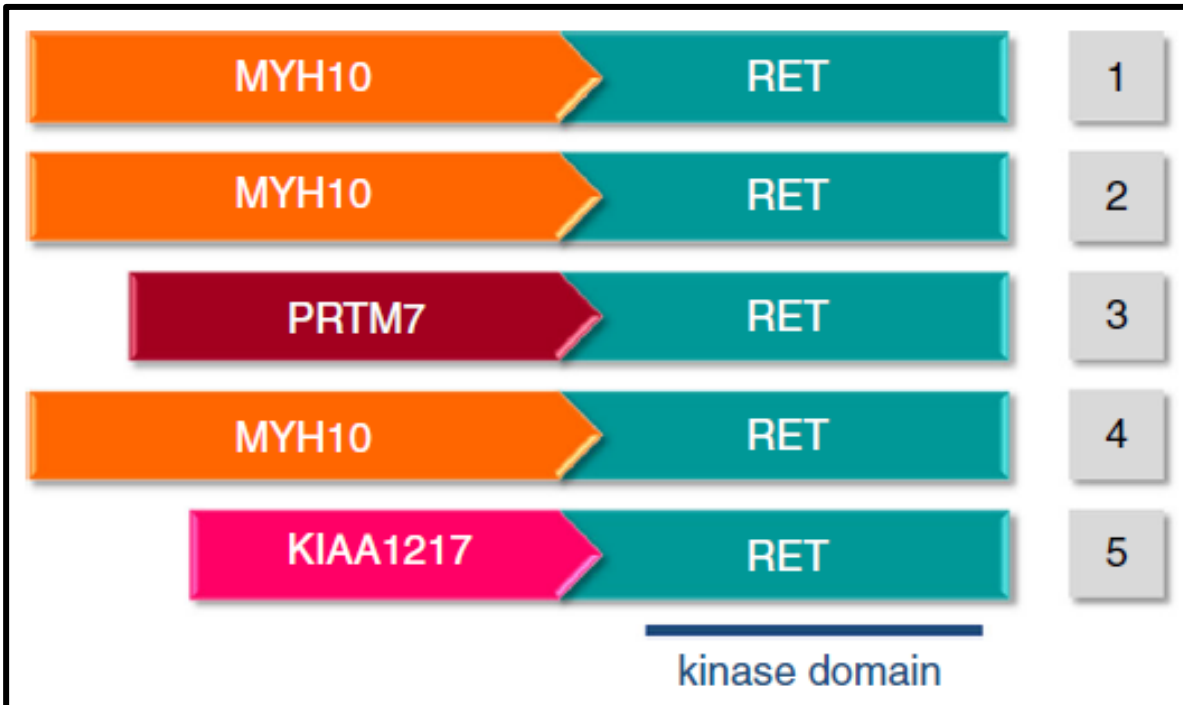 MYH10 RET 1
MYH10 RET 2
PRTM7 RET 3
MYH10 RET 4
KIAA1217 RET 5
kinase domain